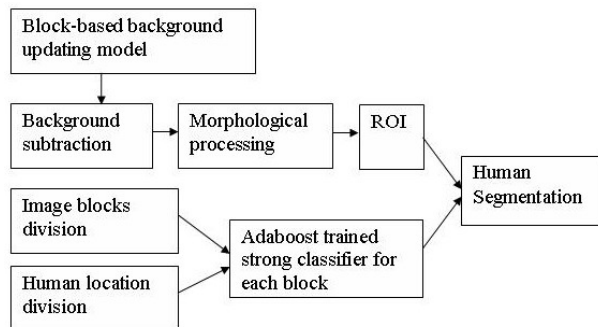 Block-based background
updating model
Background
subtraction
Morphological
processing
ROI
Human
Segmentation
Image blocks
division
Adaboost trained
strong classifier for
each block
Human location
division